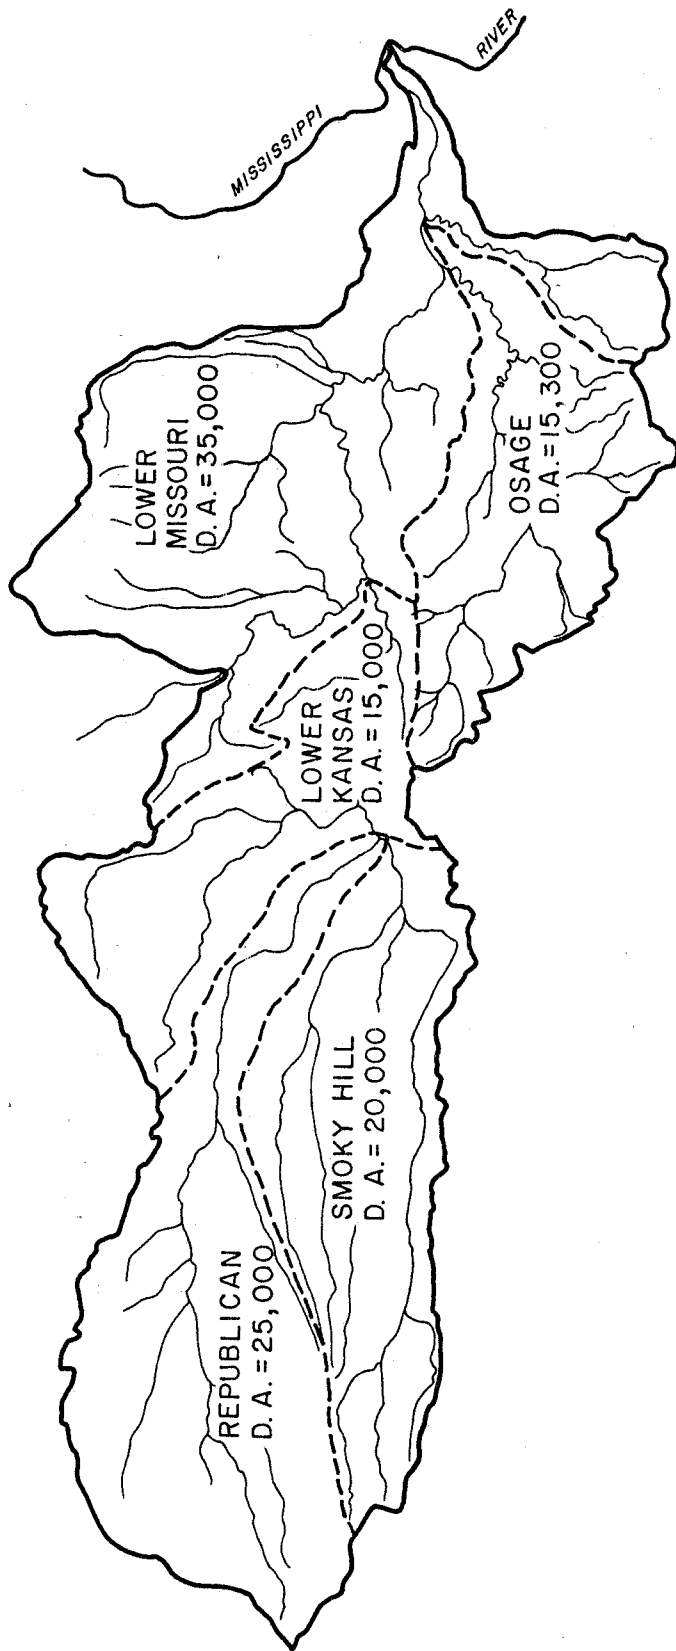 MISSISSIPPI
RIVER
LOWER
MISSOURI
D. A. = 35,000
OSAGE
D. A. = 15,300
LOWER
KANSAS
D. A. = 15,000
SMOKY HILL
D. A. = 20,000
REPUBLICAN
D. A. = 25,000